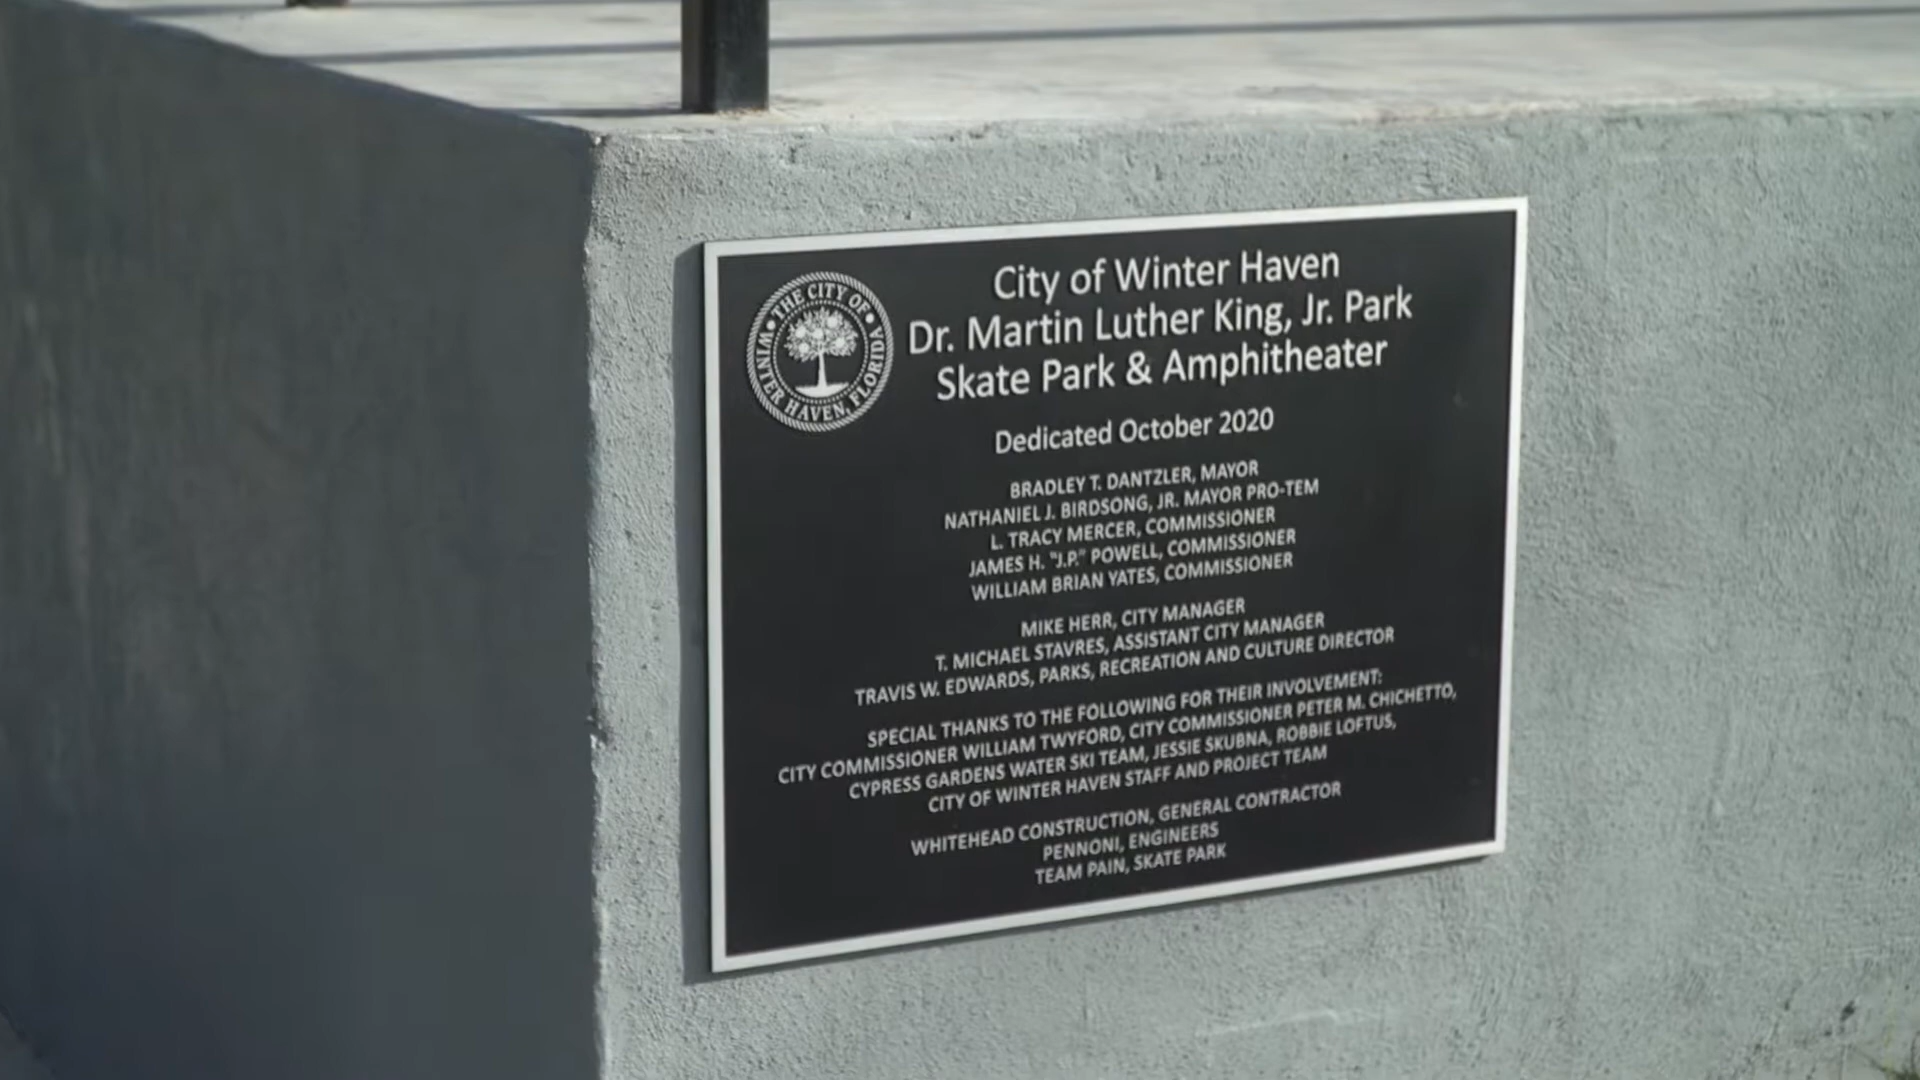 THE CITY OF
WINTER HAVEN, FLORIDA
City of Winter Haven
Dr. Martin Luther King, Jr. Park
Skate Park & Amphitheater
Dedicated October 2020
BRADLEY T. DANTZLER, MAYOR
NATHANIEL J. BIRDSONG, JR. MAYOR PRO-TEM
L. TRACY MERCER, COMMISSIONER
JAMES H. "J.P." POWELL, COMMISSIONER
WILLIAM BRIAN YATES, COMMISSIONER
MIKE HERR, CITY MANAGER
T. MICHAEL STAVRES, ASSISTANT CITY MANAGER
TRAVIS W. EDWARDS, PARKS, RECREATION AND CULTURE DIRECTOR
SPECIAL THANKS TO THE FOLLOWING FOR THEIR INVOLVEMENT:
CITY COMMISSIONER WILLIAM TWYFORD, CITY COMMISSIONER PETER M. CHICHETTO,
CYPRESS GARDENS WATER SKI TEAM, JESSIE SKUBNA, ROBBIE LOFTUS,
CITY OF WINTER HAVEN STAFF AND PROJECT TEAM
WHITEHEAD CONSTRUCTION, GENERAL CONTRACTOR
PENNONI, ENGINEERS
TEAM PAIN, SKATE PARK